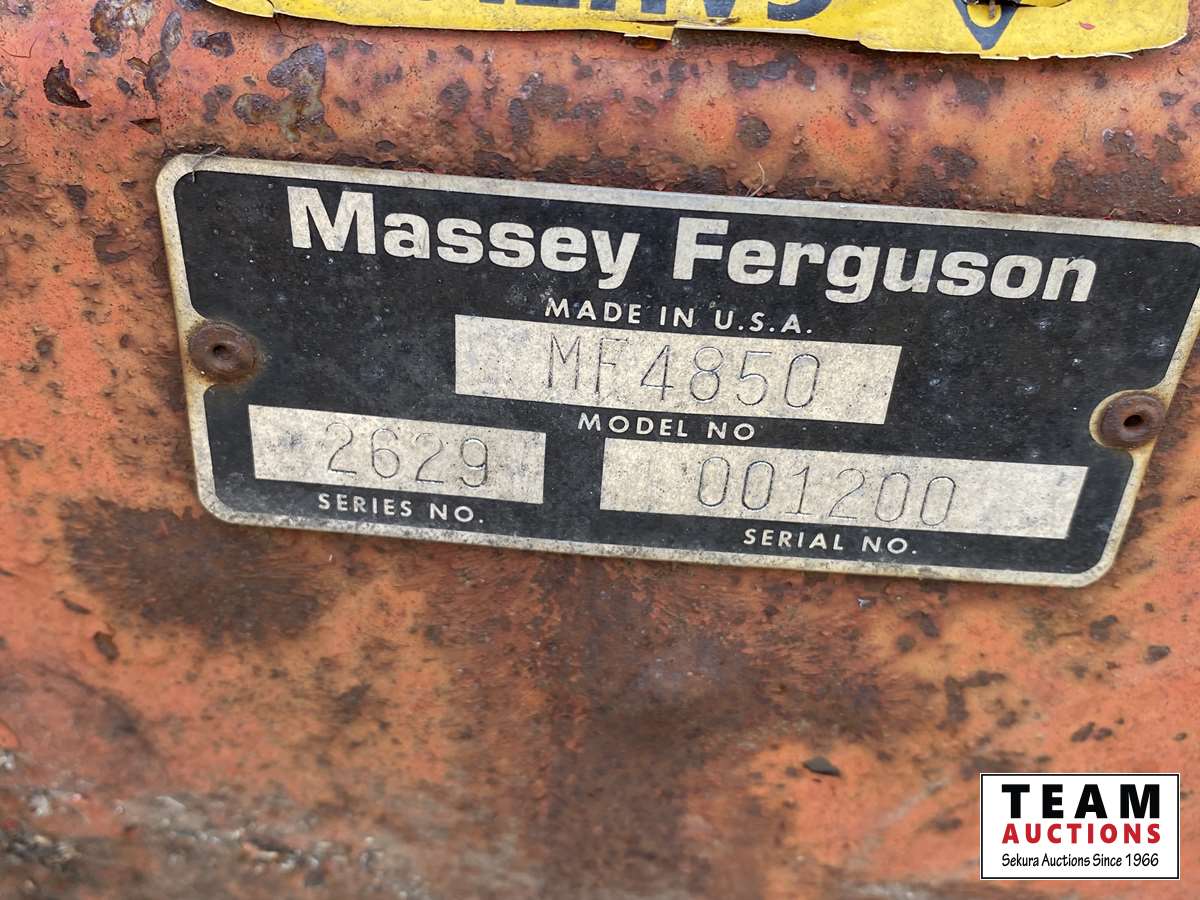 Massey Ferguson
MADE IN U.S.A.
MF4850
MODEL NO
2629
001200
SERIES NO.
SERIAL NO.
TEAM
AUCTIONS
Sekura Auctions Since 1966